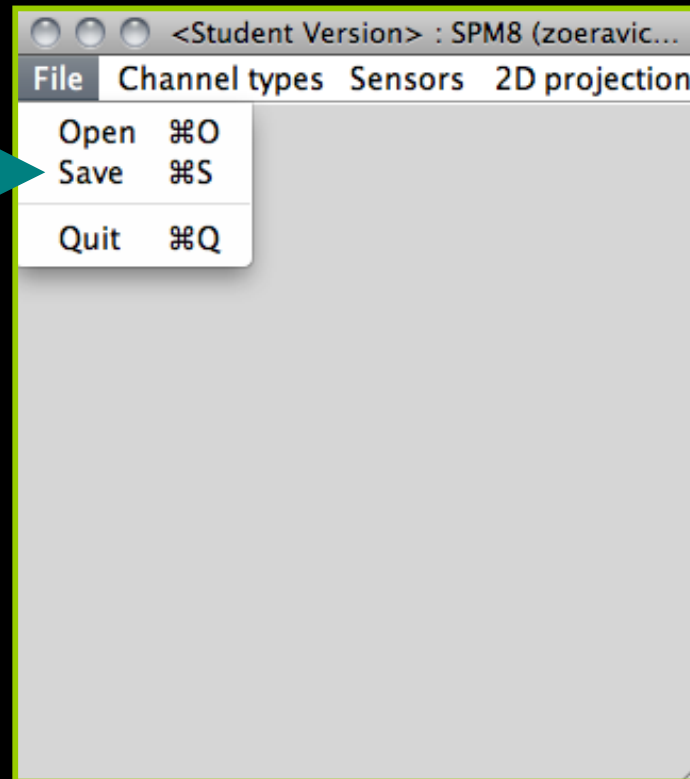 <Student Version> : SPM8 (zoeravic...
File Channel types Sensors 2D projection
Open ⌘O
Save ⌘S
Quit ⌘Q